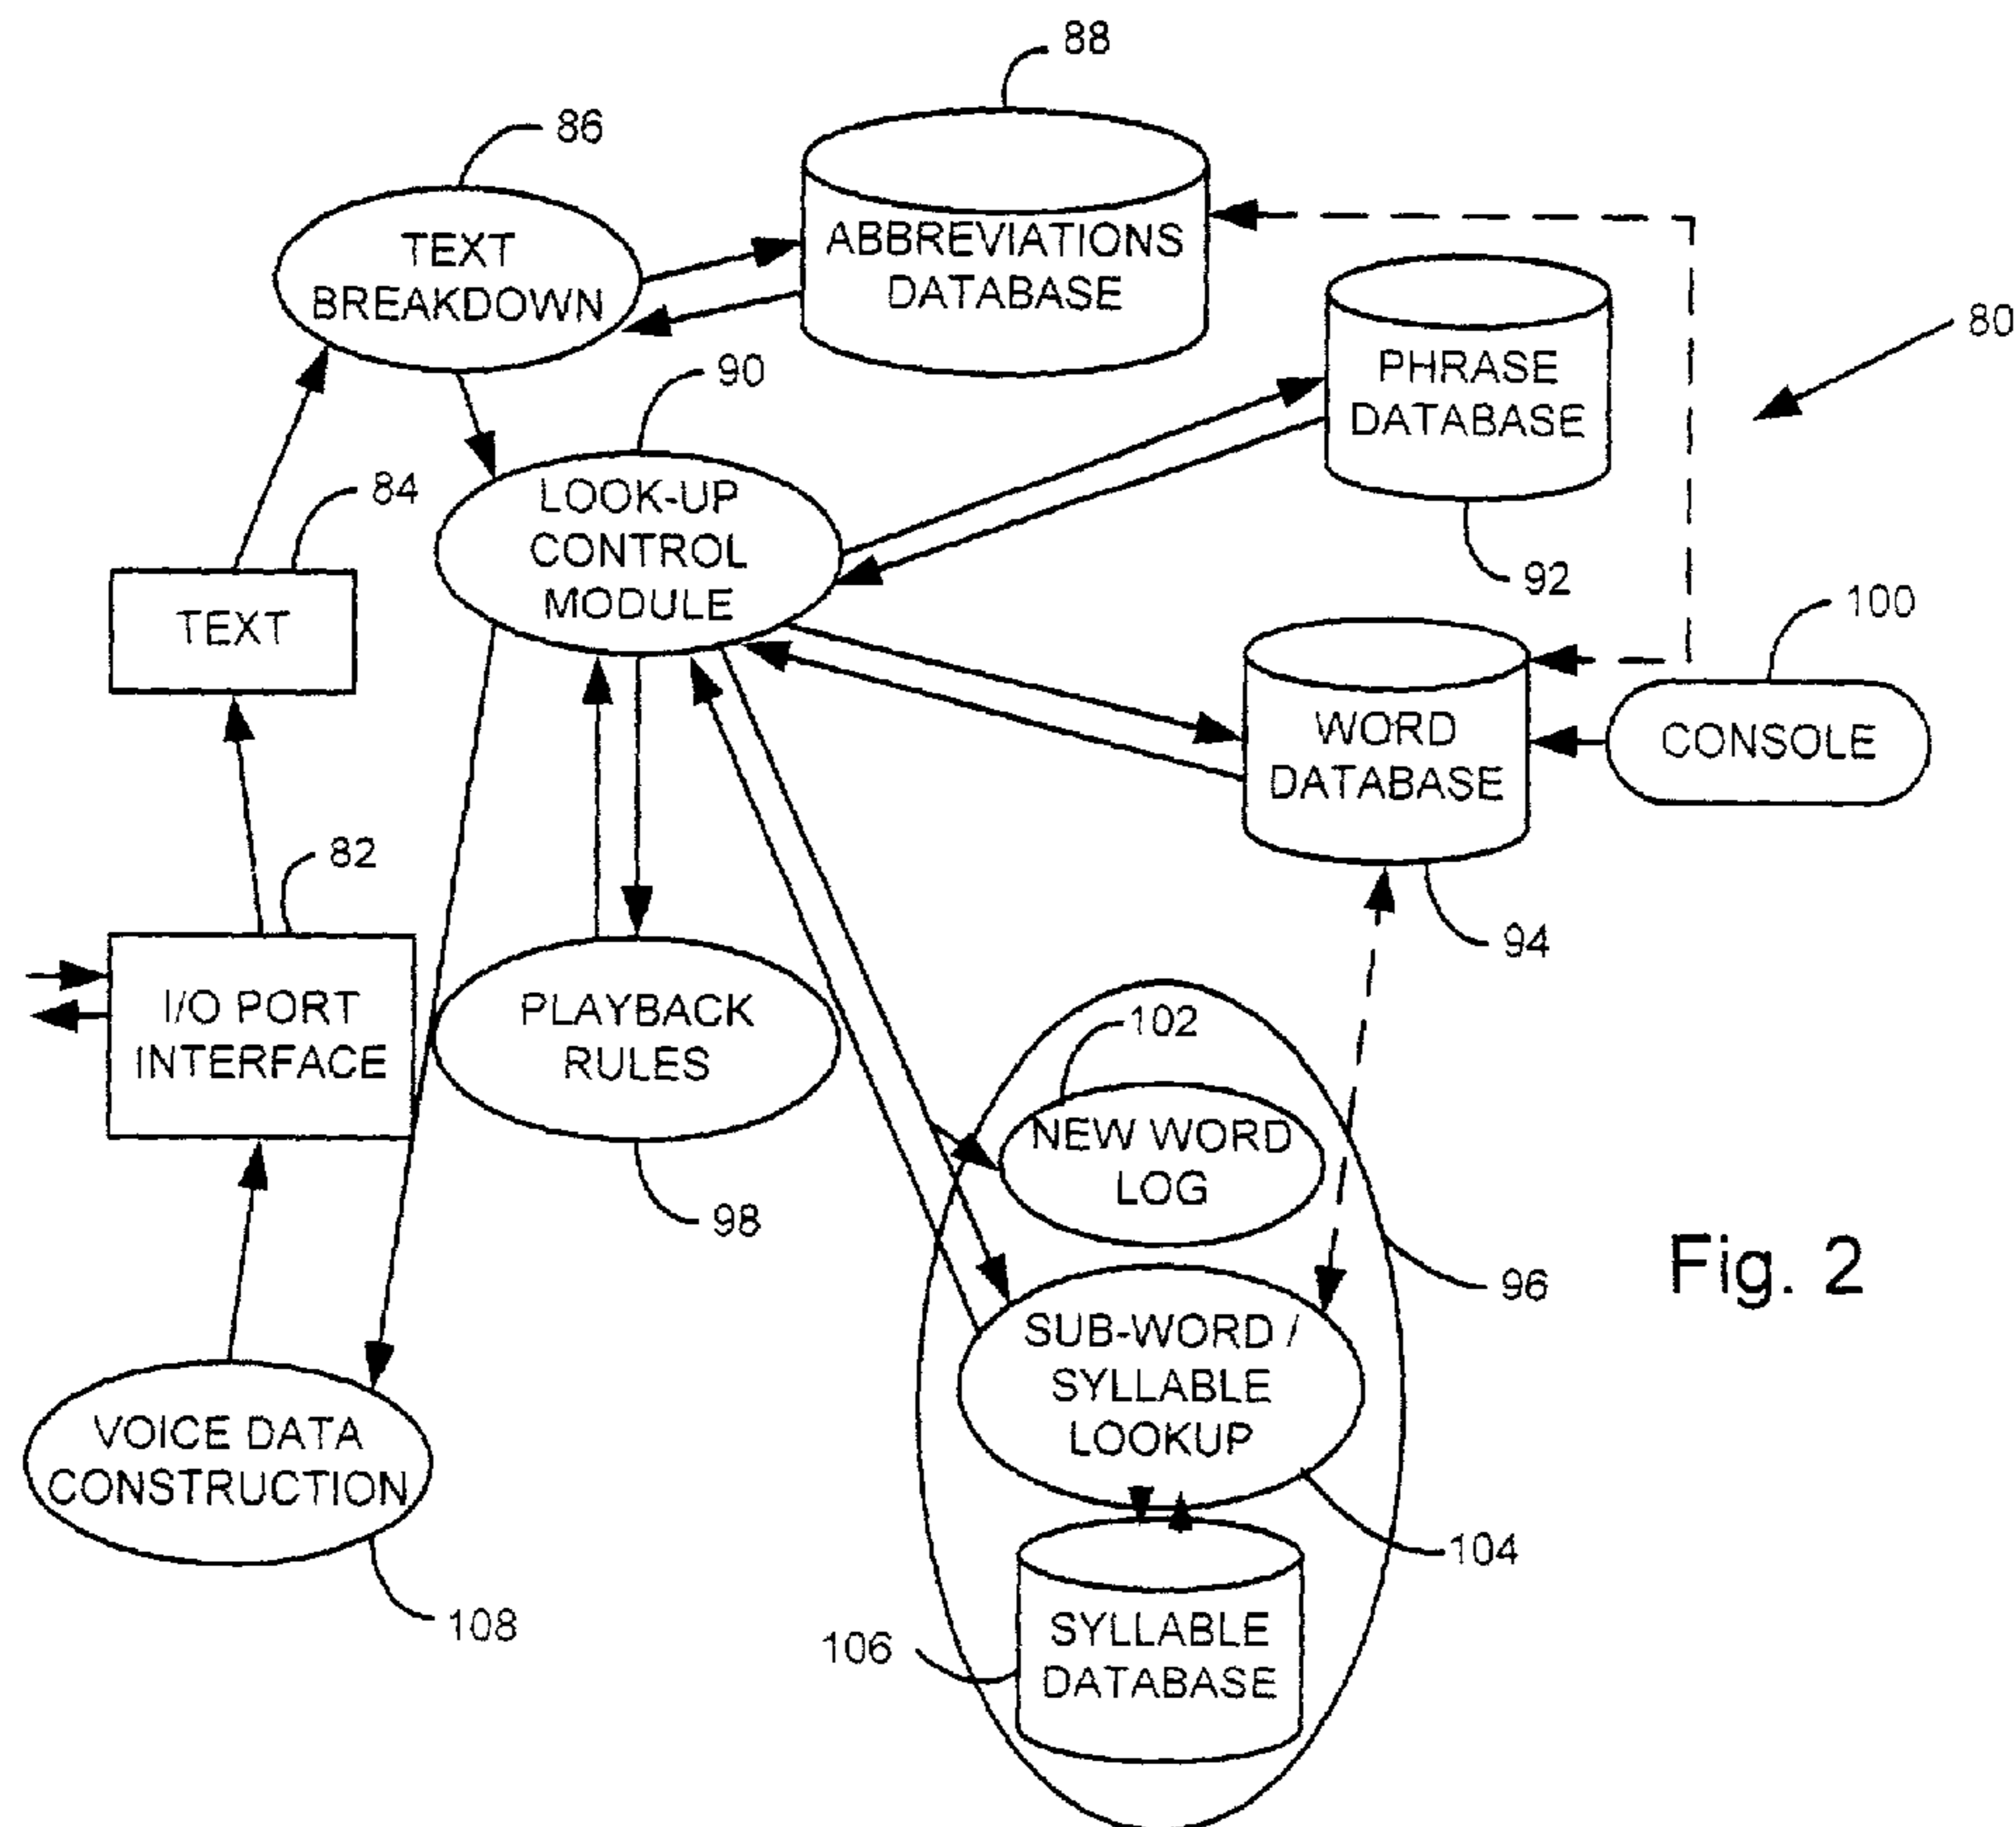 88
86
TEXT
BREAKDOWN
ABBREVIATIONS
DATABASE
80
PHRASE
DATABASE
90
84
LOOK-UP
CONTROL
MODULE
92
100
TEXT
WORD
DATABASE
CONSOLE
82
94
I/O PORT
INTERFACE
PLAYBACK
RULES
102
NEW WORD
LOG
98
96
Fig. 2
SUB-WORD /
SYLLABLE
LOOKUP
VOICE DATA
CONSTRUCTION
104
108
106
SYLLABLE
DATABASE